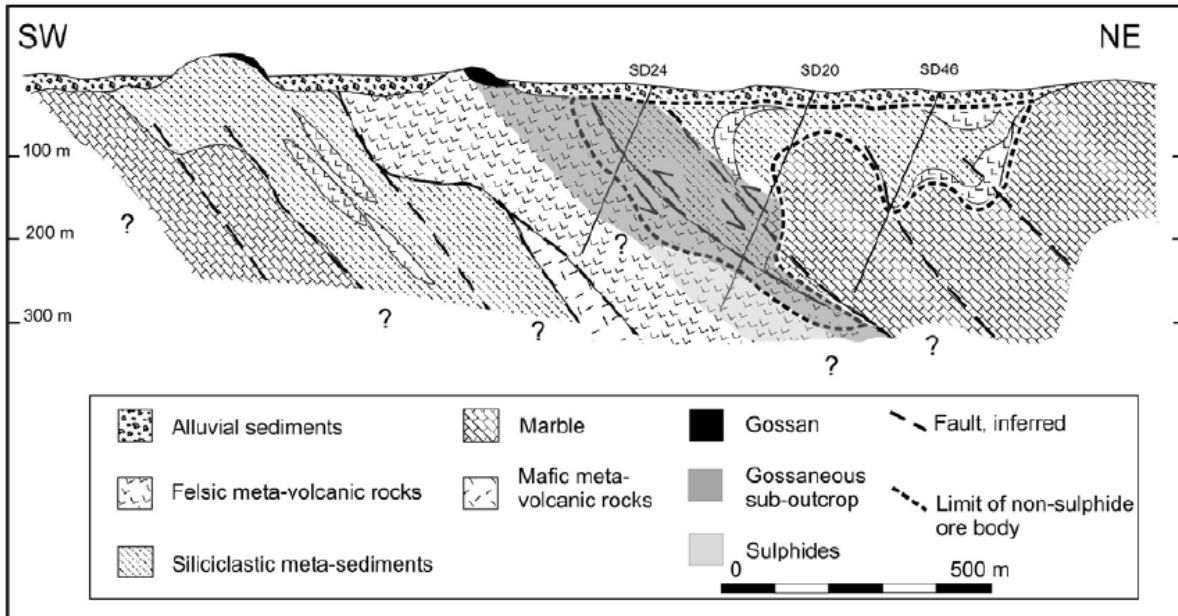 SW
NE
SD24
SD20
SD46
100 m
200 m
300 m
?
?
?
?
?
?
Alluvial sediments
Marble
Gossan
Fault, inferred
Felsic meta-volcanic rocks
Mafic meta-
volcanic rocks
Gossaneous
sub-outcrop
Limit of non-sulphide
ore body
Siliciclastic meta-sediments
Sulphides
0
500 m